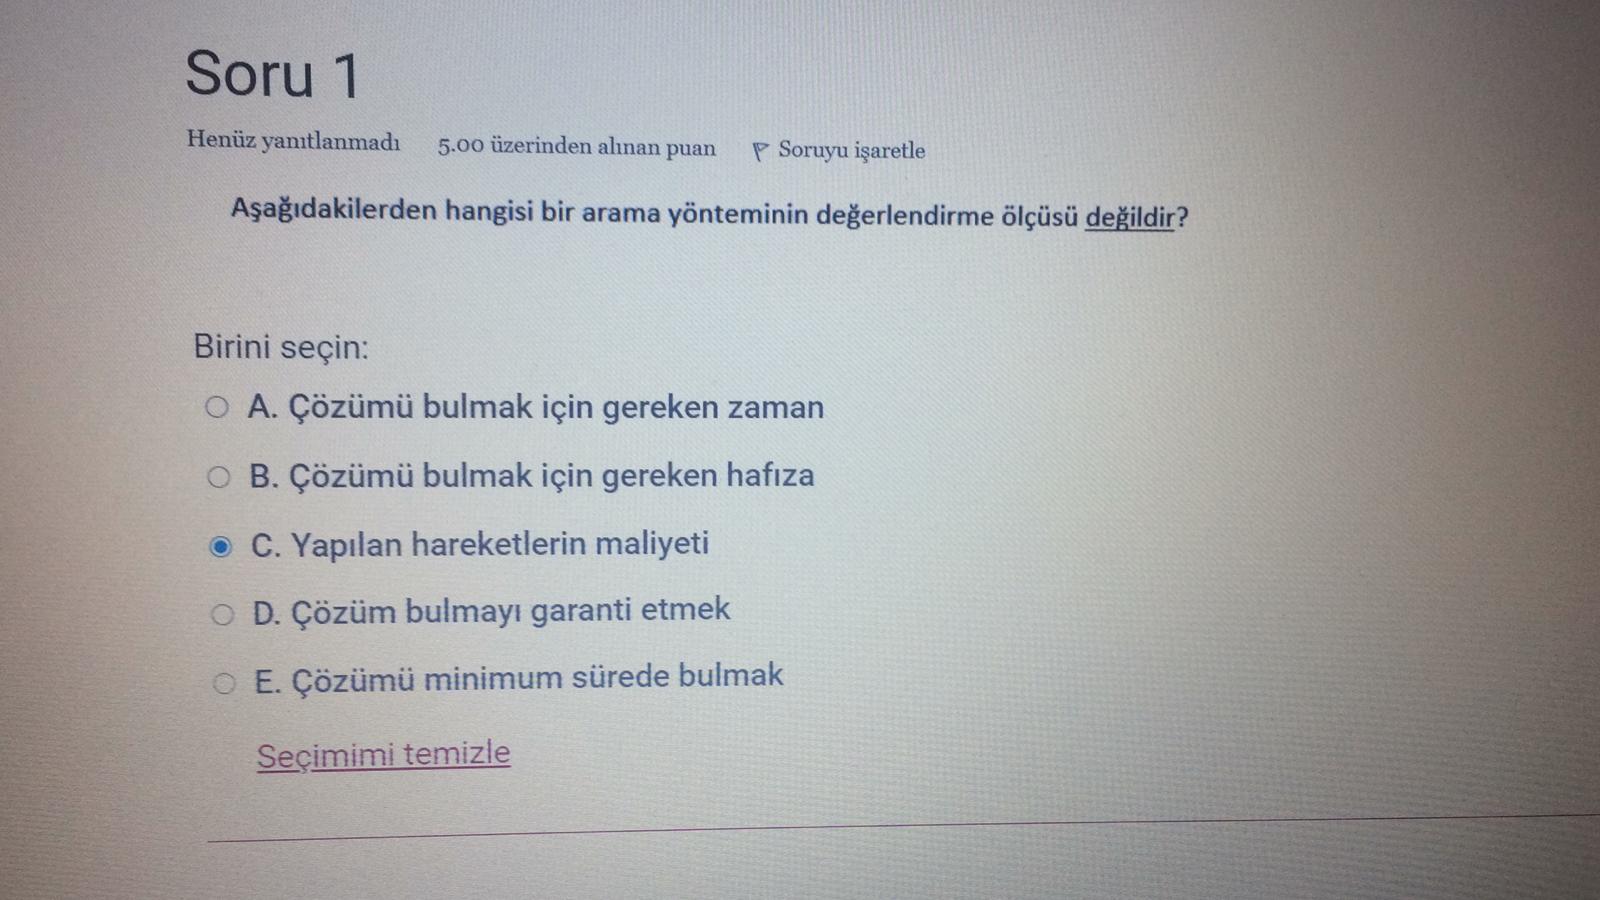 Soru 1
Henüz yanıtlanmadı 5.00 üzerinden alınan puan Soruyu işaretle
Aşağıdakilerden hangisi bir arama yönteminin değerlendirme ölçüsü değildir?
Birini seçin:
A. Çözümü bulmak için gereken zaman
B. Çözümü bulmak için gereken hafıza
C. Yapılan hareketlerin maliyeti
D. Çözüm bulmayı garanti etmek
E. Çözümü minimum sürede bulmak
Seçimimi temizle